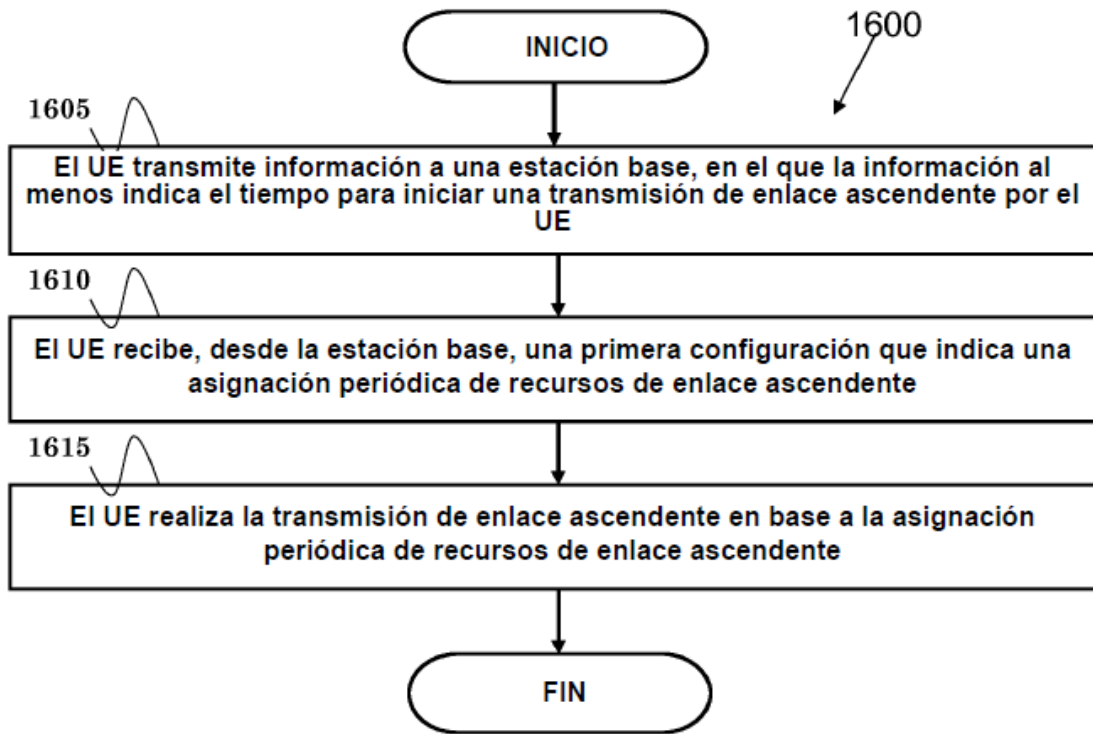 1600
INICIO
1605
El UE transmite información a una estación base, en el que la información al
menos indica el tiempo para iniciar una transmisión de enlace ascendente por el
UE
1610
El UE recibe, desde la estación base, una primera configuración que indica una
asignación periódica de recursos de enlace ascendente
1615
El UE realiza la transmisión de enlace ascendente en base a la asignación
periódica de recursos de enlace ascendente
FIN